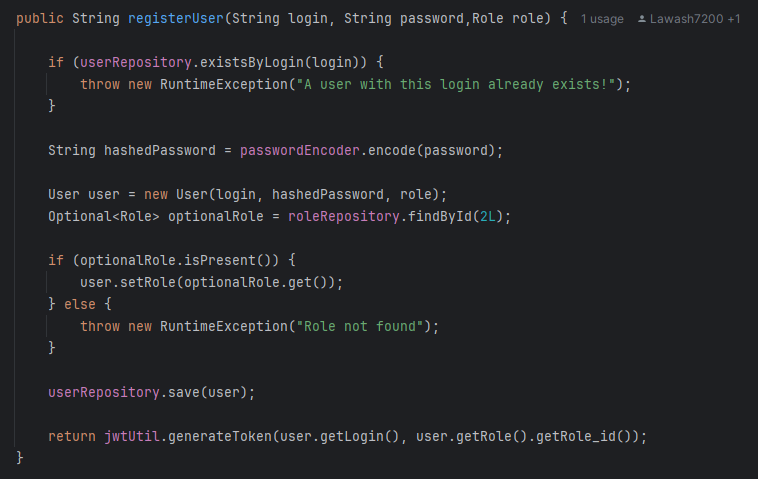 public String registerUser(String login, String password,Role role) { 1 usage Lawash7200 +1
if (userRepository.existsByLogin(login)) {
throw new RuntimeException("A user with this login already exists!");
}
String hashedPassword = passwordEncoder.encode(password);
User user = new User(login, hashedPassword, role);
Optional<Role> optionalRole = roleRepository.findById(2L);
if (optionalRole.isPresent()) {
user.setRole(optionalRole.get());
} else {
throw new RuntimeException("Role not found");
}
userRepository.save(user);
return jwtUtil.generateToken(user.getLogin(), user.getRole().getRole_id());
}